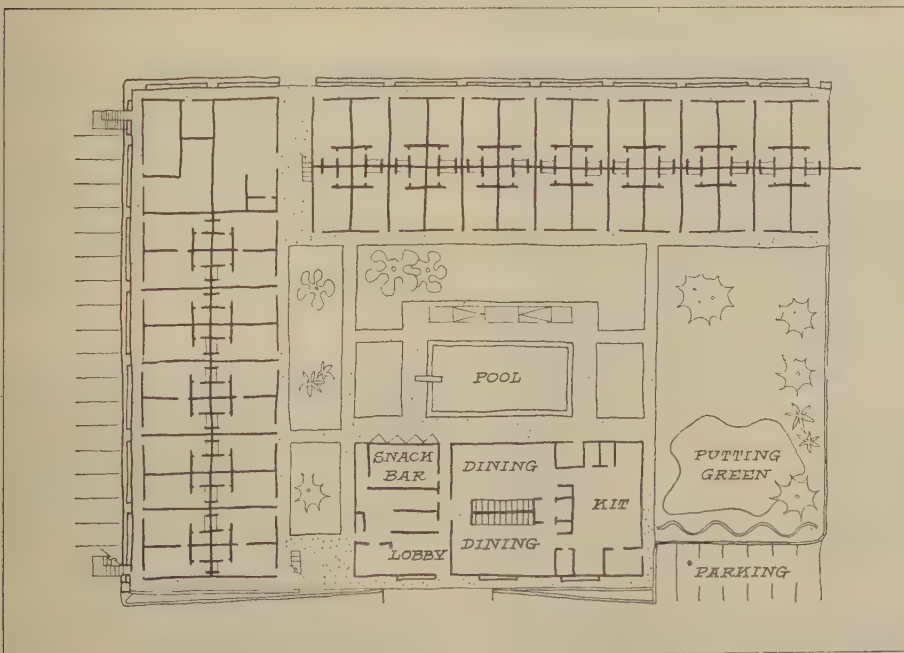 POOL
SNACK
BAR
DINING
KIT
DINING
LOBBY
PUTTING
GREEN
PARKING